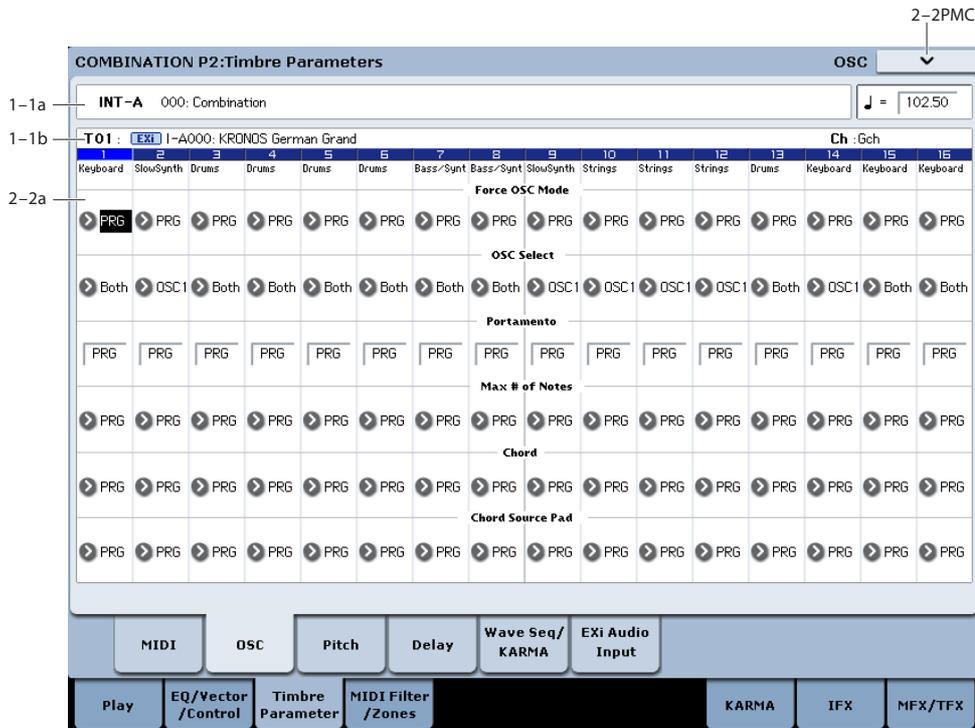 2-2PMC
COMBINATION P2:Timbre Parameters OSC
1-1a INT-A 000: Combination ♩ = 102.50
1-1b T01 : EXi I-A000: KRONOS German Grand Ch :Gch
1 2 3 4 5 6 7 8 9 10 11 12 13 14 15 16
Keyboard SlowSynth Drums Drums Drums Drums Bass/Synt Bass/Synt SlowSynth Strings Strings Strings Drums Keyboard Keyboard Keyboard
2-2a
Force OSC Mode
PRG PRG PRG PRG PRG PRG PRG PRG PRG PRG PRG PRG PRG PRG PRG PRG
OSC Select
Both OSC1 Both Both Both Both Both Both OSC1 OSC1 OSC1 OSC1 Both OSC1 Both Both
Portamento
PRG PRG PRG PRG PRG PRG PRG PRG PRG PRG PRG PRG PRG PRG PRG PRG
Max # of Notes
PRG PRG PRG PRG PRG PRG PRG PRG PRG PRG PRG PRG PRG PRG PRG PRG
Chord
PRG PRG PRG PRG PRG PRG PRG PRG PRG PRG PRG PRG PRG PRG PRG PRG
Chord Source Pad
PRG PRG PRG PRG PRG PRG PRG PRG PRG PRG PRG PRG PRG PRG PRG PRG
MIDI OSC Pitch Delay Wave Seq/ EXi Audio
KARMA Input
Play EQ/Vector Timbre MIDI Filter KARMA IFX MFX/TFX
/Control Parameter /Zones